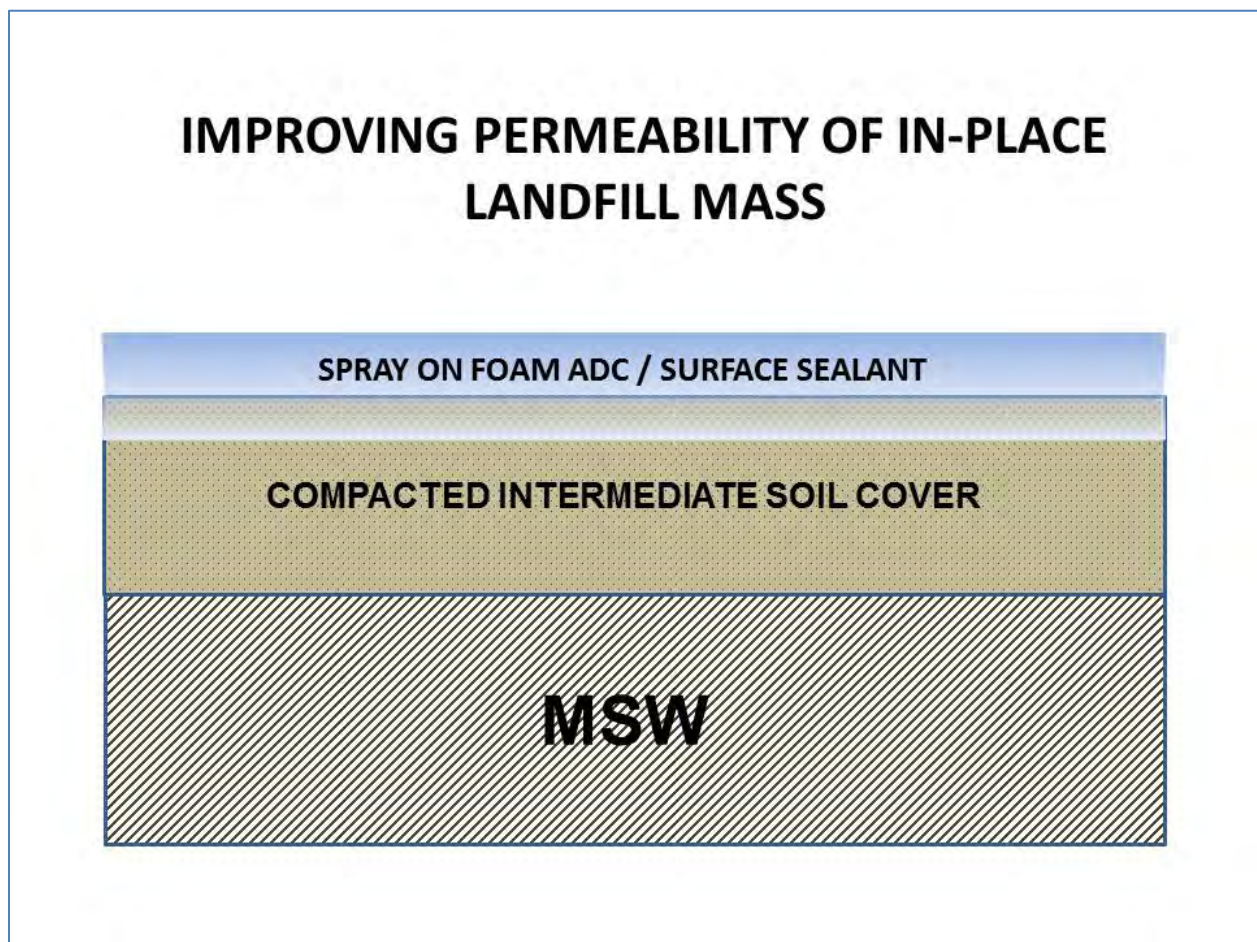 IMPROVING PERMEABILITY OF IN-PLACE
LANDFILL MASS
SPRAY ON FOAM ADC / SURFACE SEALANT
COMPACTED INTERMEDIATE SOIL COVER
MSW